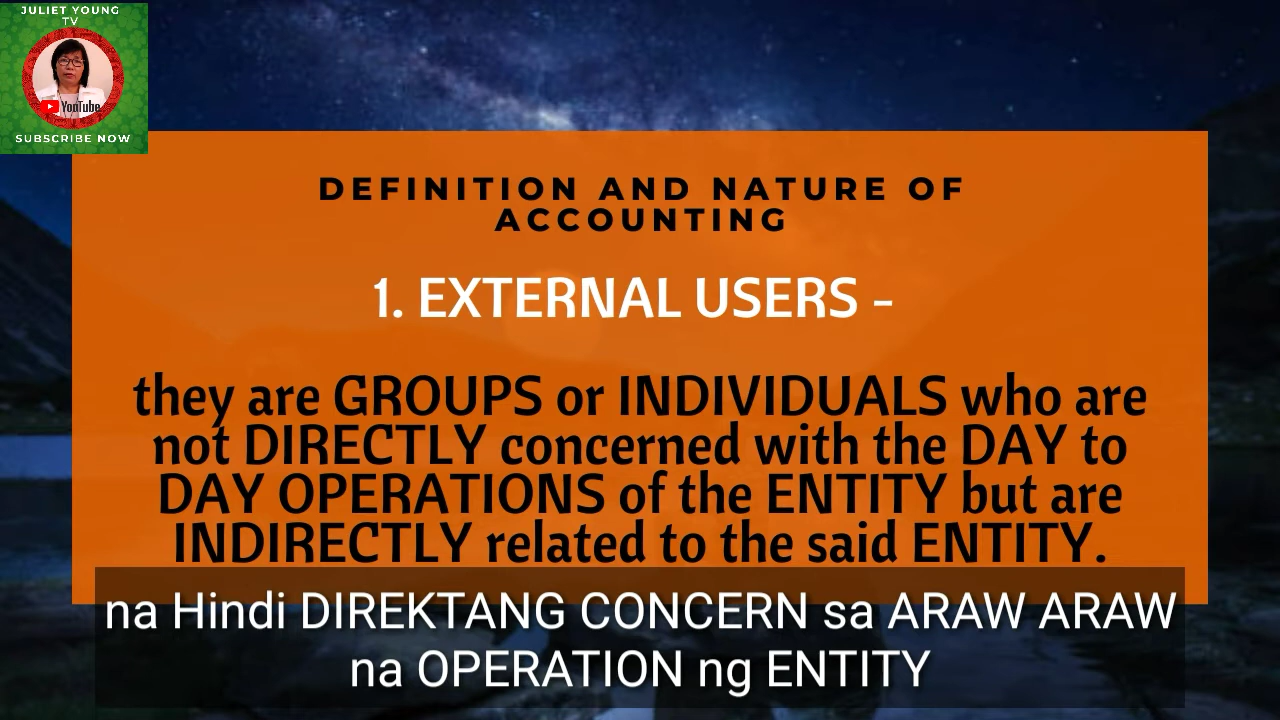 JULIET YOUNG
TV
YouTube
SUBSCRIBE NOW
DEFINITION AND NATURE OF
ACCOUNTING
1. EXTERNAL USERS -
they are GROUPS or INDIVIDUALS who are
not DIRECTLY concerned with the DAY to
DAY OPERATIONS of the ENTITY but are
INDIRECTLY related to the said ENTITY.
na Hindi DIREKTANG CONCERN sa ARAW ARAW
na OPERATION ng ENTITY